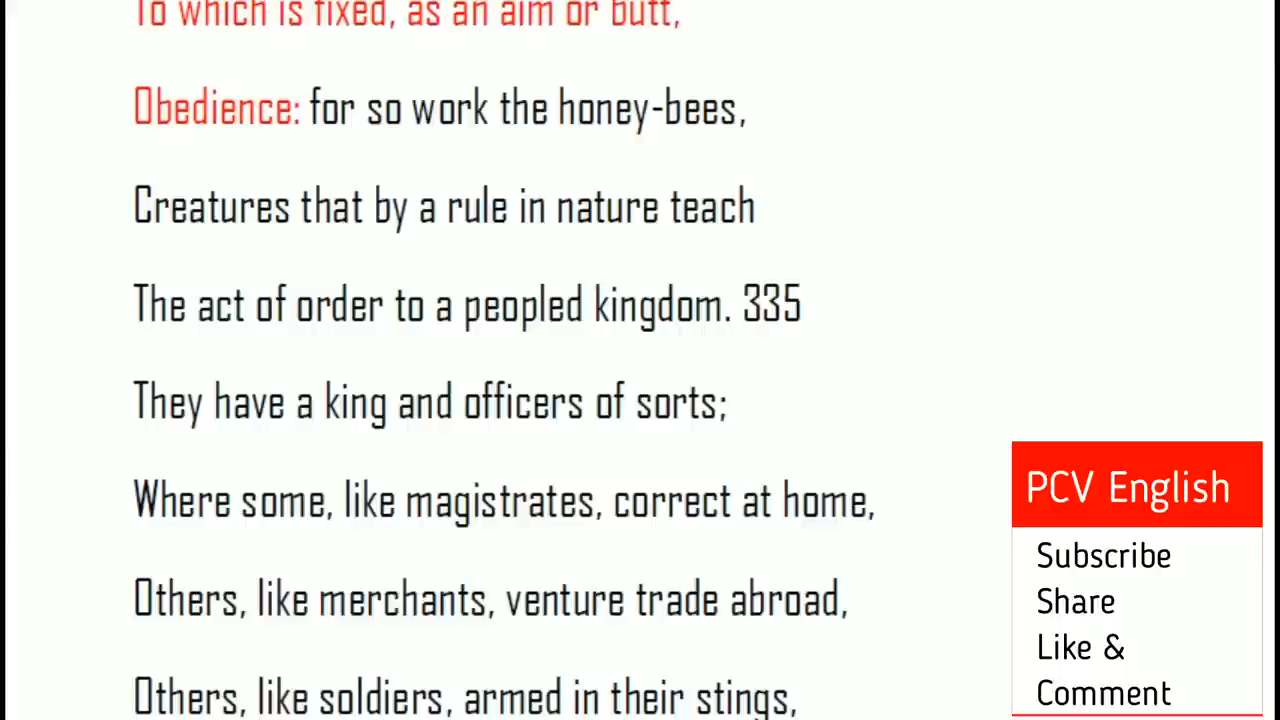 To which is fixed, as an aim or butt,
Obedience: for so work the honey-bees,
Creatures that by a rule in nature teach
The act of order to a peopled kingdom. 335
They have a king and officers of sorts;
Where some, like magistrates, correct at home,
Others, like merchants, venture trade abroad,
Others, like soldiers, armed in their stings,
PCV English
Subscribe
Share
Like &
Comment